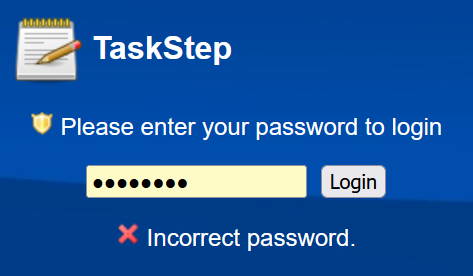 TaskStep
Please enter your password to login
●●●●●●●● Login
Incorrect password.